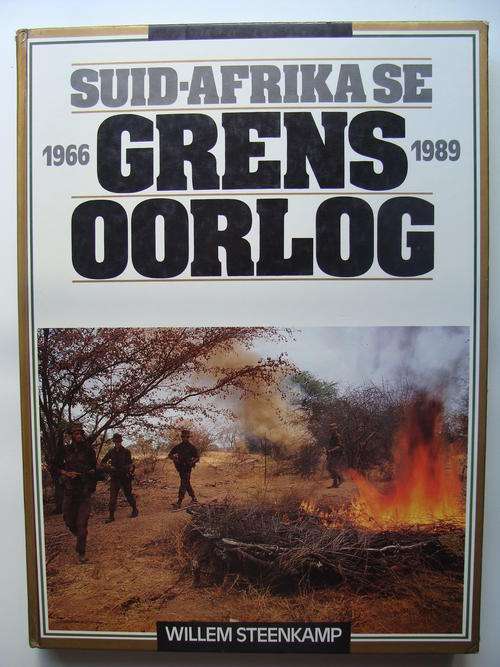 SUID-AFRIKA SE
1966 GRENS 1989
OORLOG
WILLEM STEENKAMP